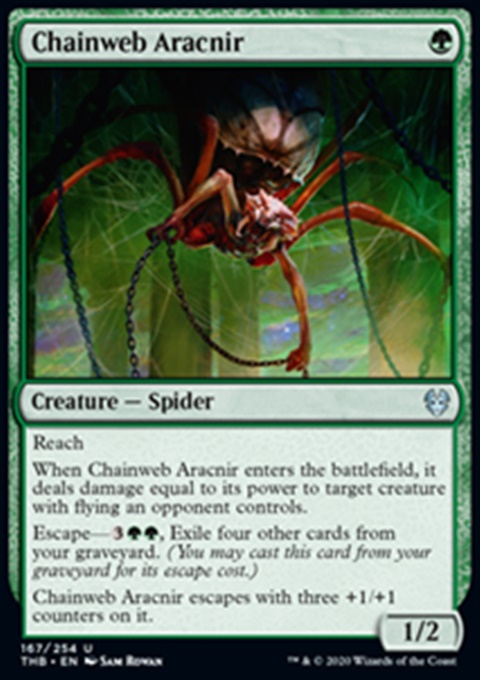 Chainweb Aracnir
Creature — Spider
Reach
When Chainweb Aracnir enters the battlefield, it
deals damage equal to its power to target creature
with flying an opponent controls.
Escape—3, Exile four other cards from
your graveyard. (You may cast this card from your
graveyard for its escape cost.)
Chainweb Aracnir escapes with three +1/+1
counters on it.
1/2
167/254 U
THB • EN Sam Rowan
™ & © 2020 Wizards of the Coast